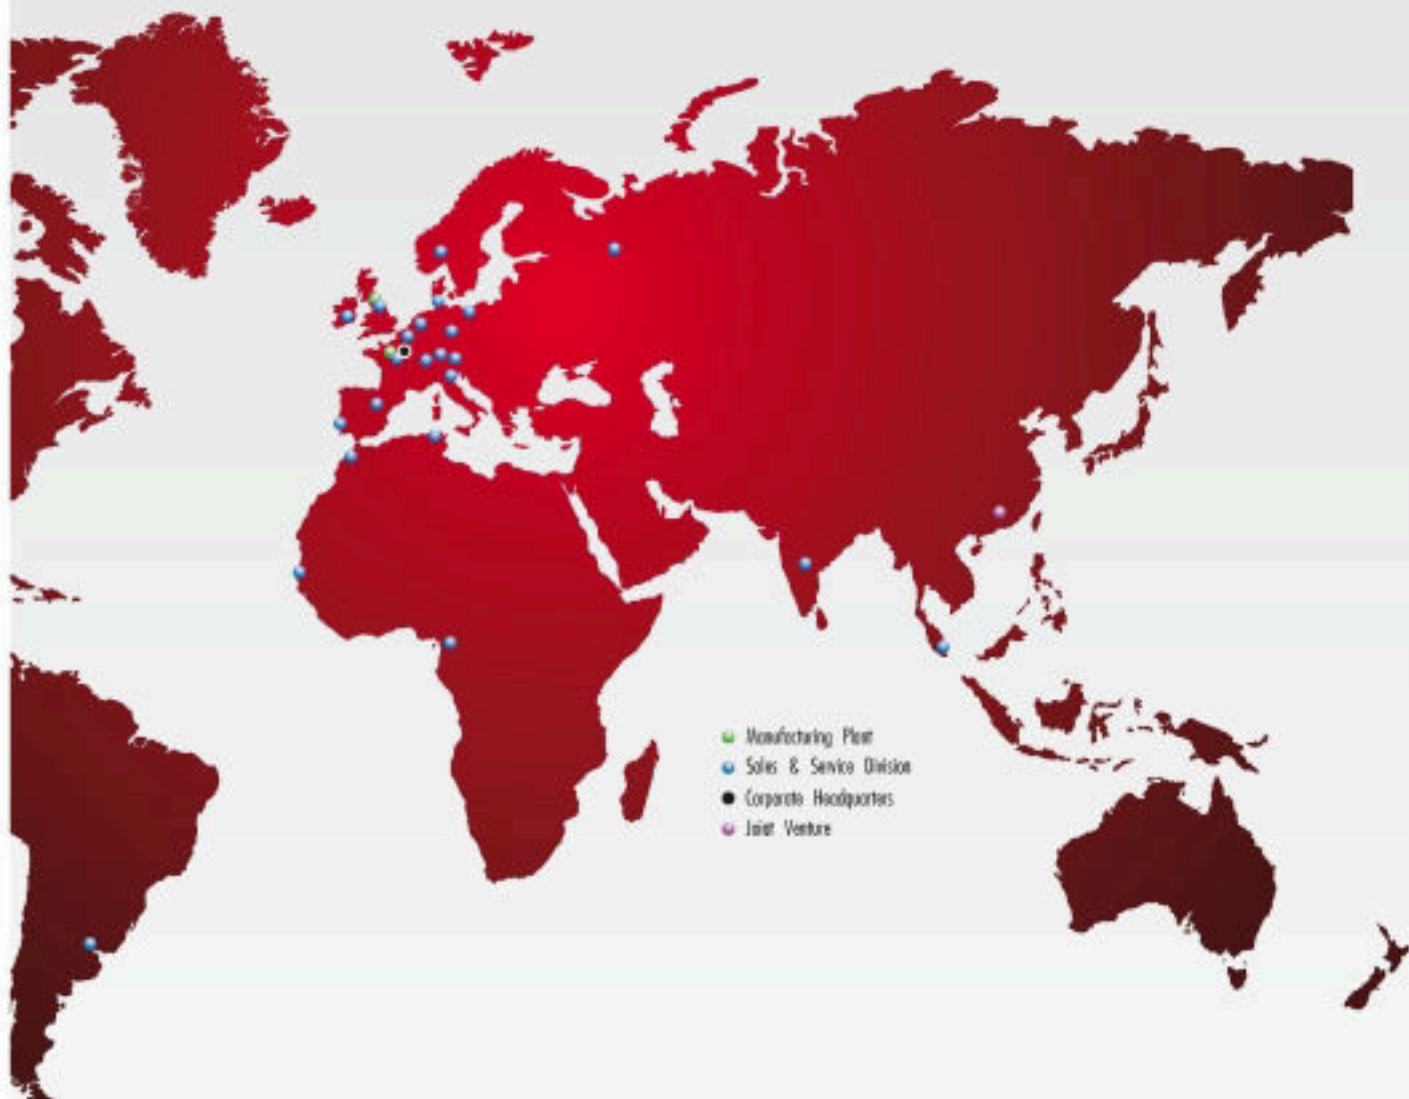 Manufacturing Plant
Sales & Service Division
Corporate Headquarters
Joint Venture